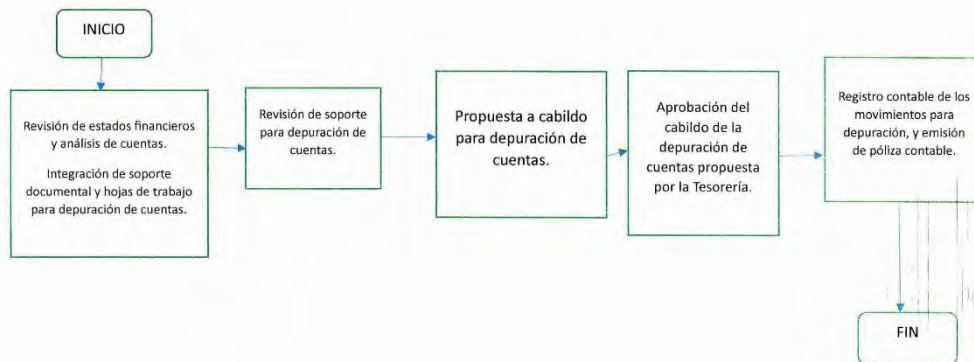 INICIO
Revisión de estados financieros
y análisis de cuentas.
Integración de soporte
documental y hojas de trabajo
para depuración de cuentas.
Revisión de soporte
para depuración de
cuentas.
Propuesta a cabildo
para depuración de
cuentas.
Aprobación del
cabildo de la
depuración de
cuentas propuesta
por la Tesorería.
Registro contable de los
movimientos para
depuración, y emisión
de póliza contable.
FIN